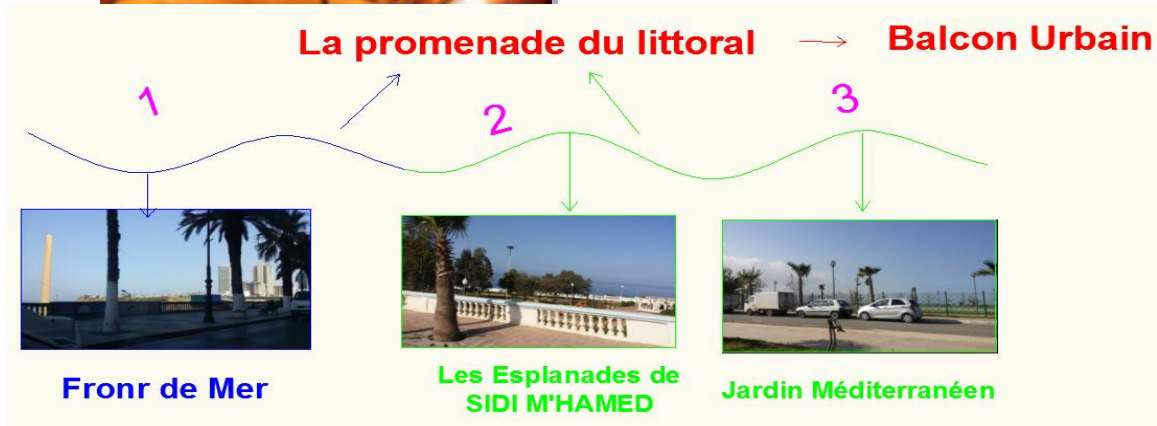 La promenade du littoral
Balcon Urbain
1
2
3
Fronr de Mer
Les Esplanades de
SIDI M'HAMED
Jardin Méditerranéen